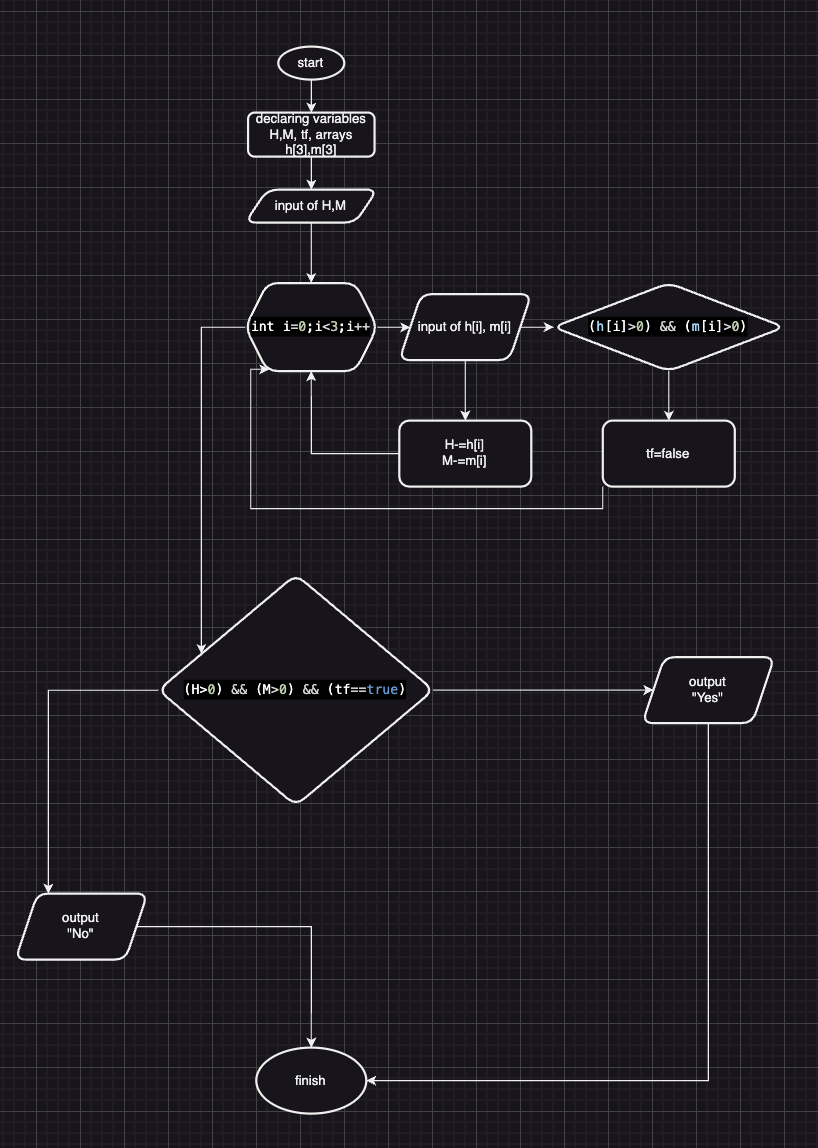 start
declaring variables
H,M, tf, arrays
h[3],m[3]
input of H,M
int i=0;i<3;i++
input of h[i], m[i]
(h[i]>0) && (m[i]>0)
H-=h[i]
M-=m[i]
tf=false
(H>0) && (M>0) && (tf==true)
output
"Yes"
output
"No"
finish